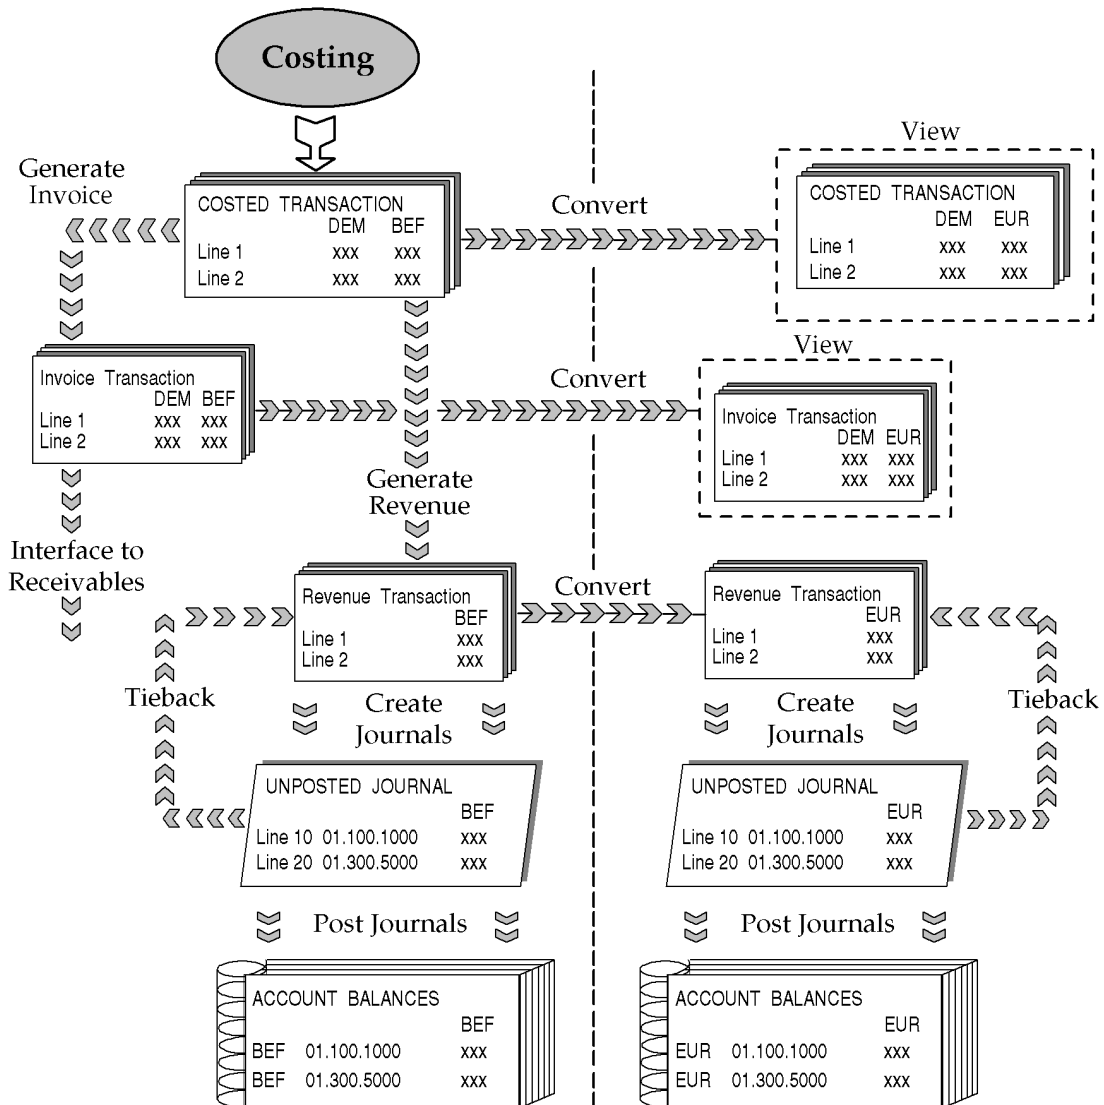 Costing
Generate
Invoice
COSTED TRANSACTION
DEM BEF
Line 1 xxx xxx
Line 2 xxx xxx
Convert
View
COSTED TRANSACTION
DEM EUR
Line 1 xxx xxx
Line 2 xxx xxx
Invoice Transaction
DEM BEF
Line 1 xxx xxx
Line 2 xxx xxx
Convert
View
Invoice Transaction
DEM EUR
Line 1 xxx xxx
Line 2 xxx xxx
Generate
Revenue
Interface to
Receivables
Revenue Transaction
BEF
Line 1 xxx
Line 2 xxx
Convert
Revenue Transaction
EUR
Line 1 xxx
Line 2 xxx
Tieback
Create
Journals
Create
Journals
Tieback
UNPOSTED JOURNAL
BEF
Line 10 01.100.1000 xxx
Line 20 01.300.5000 xxx
UNPOSTED JOURNAL
EUR
Line 10 01.100.1000 xxx
Line 20 01.300.5000 xxx
Post Journals
Post Journals
ACCOUNT BALANCES
BEF
BEF 01.100.1000 xxx
BEF 01.300.5000 xxx
ACCOUNT BALANCES
EUR
EUR 01.100.1000 xxx
EUR 01.300.5000 xxx